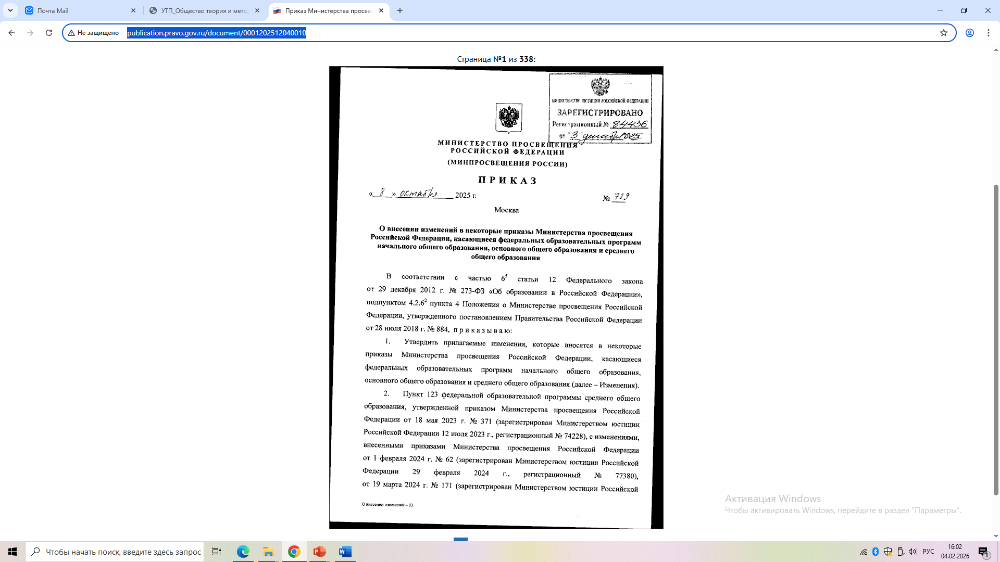 Почта Mail
УТП_Общество теория и мето
Приказ Министерства просве
Не защищено
publication.pravo.gov.ru/document/0001202512040010
Страница №1 из 338:
МИНИСТЕРСТВО ЮСТИЦИИ РОССИЙСКОЙ ФЕДЕРАЦИИ
ЗАРЕГИСТРИРОВАНО
Регистрационный № 84436
от "3" декабря 2025г.
МИНИСТЕРСТВО ПРОСВЕЩЕНИЯ
РОССИЙСКОЙ ФЕДЕРАЦИИ
(МИНПРОСВЕЩЕНИЯ РОССИИ)
ПРИКАЗ
« 8 » октября 2025 г.
№ 729
Москва
О внесении изменений в некоторые приказы Министерства просвещения
Российской Федерации, касающиеся федеральных образовательных программ
начального общего образования, основного общего образования и среднего
общего образования
В соответствии с частью 6⁵ статьи 12 Федерального закона
от 29 декабря 2012 г. № 273-ФЗ «Об образовании в Российской Федерации»,
подпунктом 4.2.6² пункта 4 Положения о Министерстве просвещения Российской
Федерации, утвержденного постановлением Правительства Российской Федерации
от 28 июля 2018 г. № 884, п р и к а з ы в а ю:
1. Утвердить прилагаемые изменения, которые вносятся в некоторые
приказы Министерства просвещения Российской Федерации, касающиеся
федеральных образовательных программ начального общего образования,
основного общего образования и среднего общего образования (далее – Изменения).
2. Пункт 123 федеральной образовательной программы среднего общего
образования, утвержденной приказом Министерства просвещения Российской
Федерации от 18 мая 2023 г. № 371 (зарегистрирован Министерством юстиции
Российской Федерации 12 июля 2023 г., регистрационный № 74228), с изменениями,
внесенными приказами Министерства просвещения Российской Федерации
от 1 февраля 2024 г. № 62 (зарегистрирован Министерством юстиции Российской
Федерации 29 февраля 2024 г., регистрационный № 77380),
от 19 марта 2024 г. № 171 (зарегистрирован Министерством юстиции Российской
О внесении изменений – 03
Активация Windows
Чтобы активировать Windows, перейдите в раздел "Параметры".
Чтобы начать поиск, введите здесь запрос
РУС
16:02
04.02.2026
1